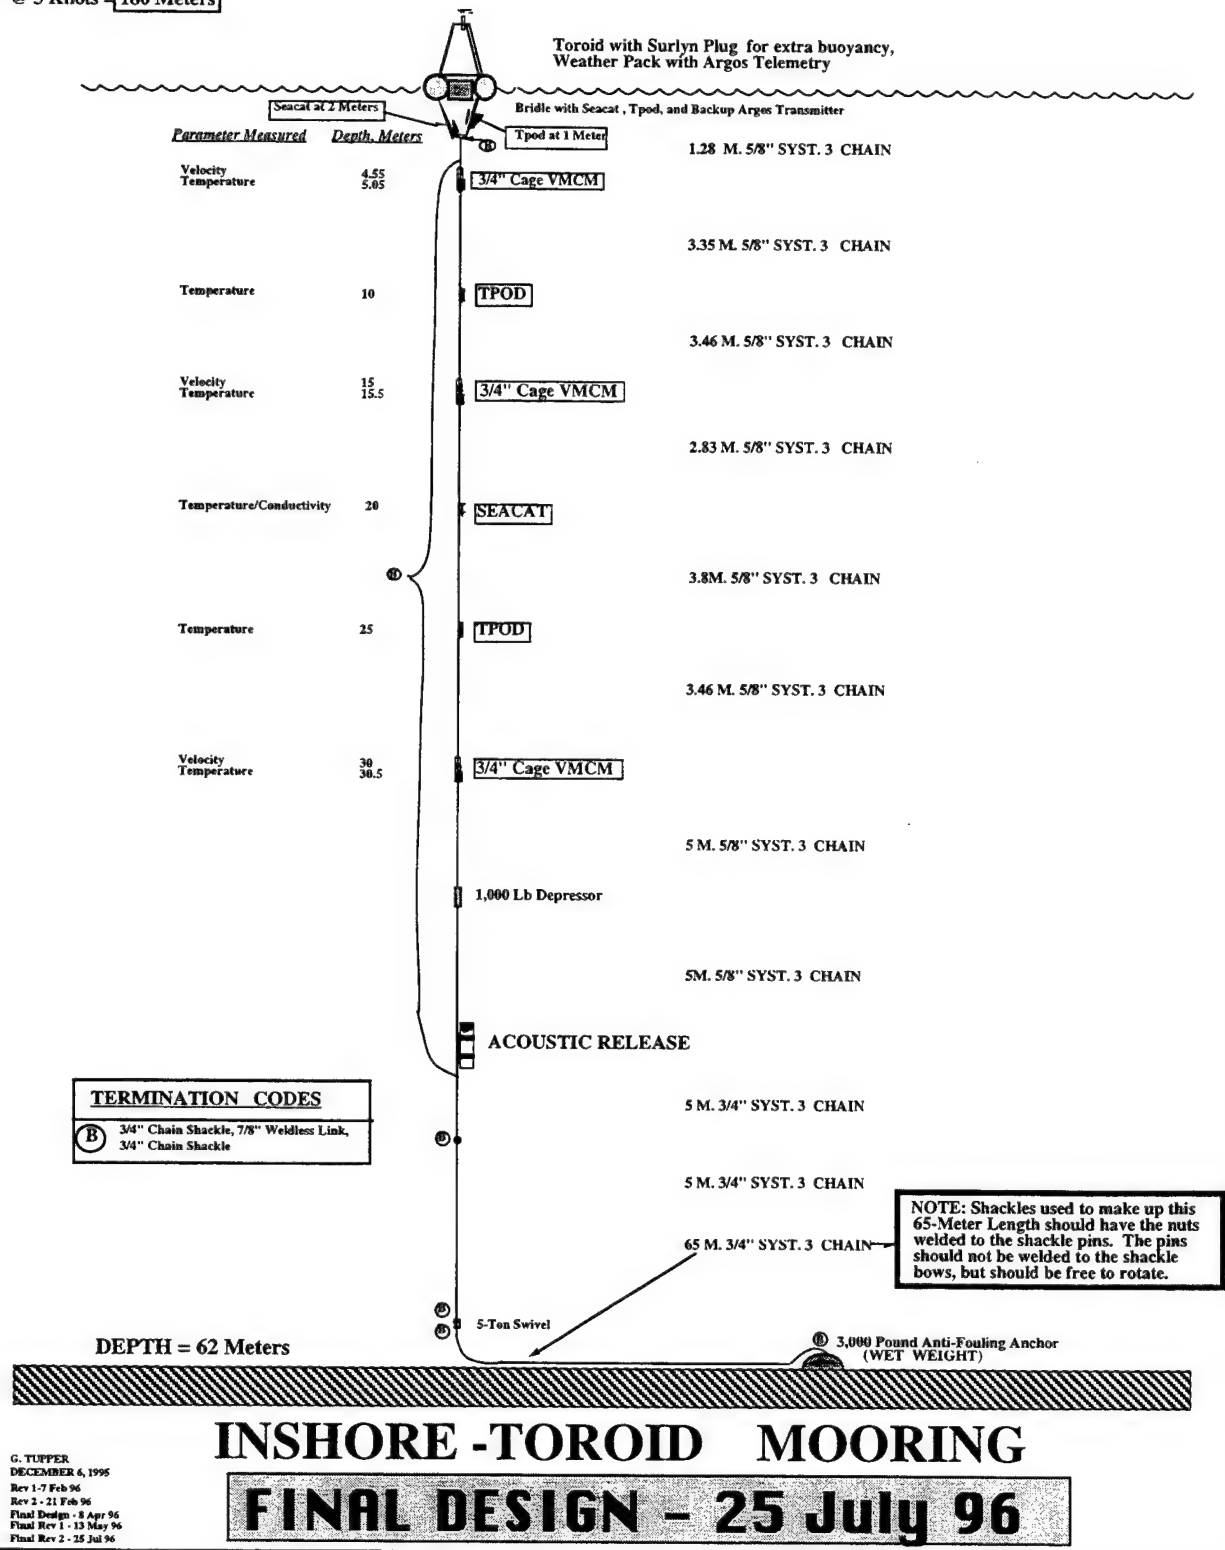 @ 3 Knots = 180 Meters
Toroid with Surlyn Plug for extra buoyancy,
Weather Pack with Argos Telemetry
Seacat at 2 Meters
Bridle with Seacat , Tpod, and Backup Argos Transmitter
Parameter Measured Depth, Meters
B
Tpod at 1 Meter
1.28 M. 5/8" SYST. 3 CHAIN
Velocity 4.55
Temperature 5.05
3/4" Cage VMCM
3.35 M. 5/8" SYST. 3 CHAIN
Temperature 10
TPOD
3.46 M. 5/8" SYST. 3 CHAIN
Velocity 15
Temperature 15.5
3/4" Cage VMCM
2.83 M. 5/8" SYST. 3 CHAIN
Temperature/Conductivity 20
SEACAT
B
3.8M. 5/8" SYST. 3 CHAIN
Temperature 25
TPOD
3.46 M. 5/8" SYST. 3 CHAIN
Velocity 30
Temperature 30.5
3/4" Cage VMCM
5 M. 5/8" SYST. 3 CHAIN
1,000 Lb Depressor
5M. 5/8" SYST. 3 CHAIN
ACOUSTIC RELEASE
TERMINATION CODES
B 3/4" Chain Shackle, 7/8" Weldless Link,
3/4" Chain Shackle
5 M. 3/4" SYST. 3 CHAIN
B
5 M. 3/4" SYST. 3 CHAIN
65 M. 3/4" SYST. 3 CHAIN
NOTE: Shackles used to make up this
65-Meter Length should have the nuts
welded to the shackle pins. The pins
should not be welded to the shackle
bows, but should be free to rotate.
B
B
5-Ton Swivel
DEPTH = 62 Meters
B 3,000 Pound Anti-Fouling Anchor
(WET WEIGHT)
INSHORE -TOROID MOORING
G. TUPPER
DECEMBER 6, 1995
Rev 1-7 Feb 96
Rev 2 - 21 Feb 96
Final Design - 8 Apr 96
Final Rev 1 - 13 May 96
Final Rev 2 - 25 Jul 96
FINAL DESIGN - 25 July 96